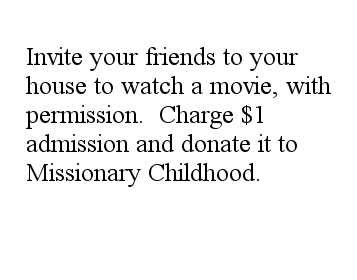 Invite your friends to your
house to watch a movie, with
permission.  Charge $1
admission and donate it to
Missionary Childhood.